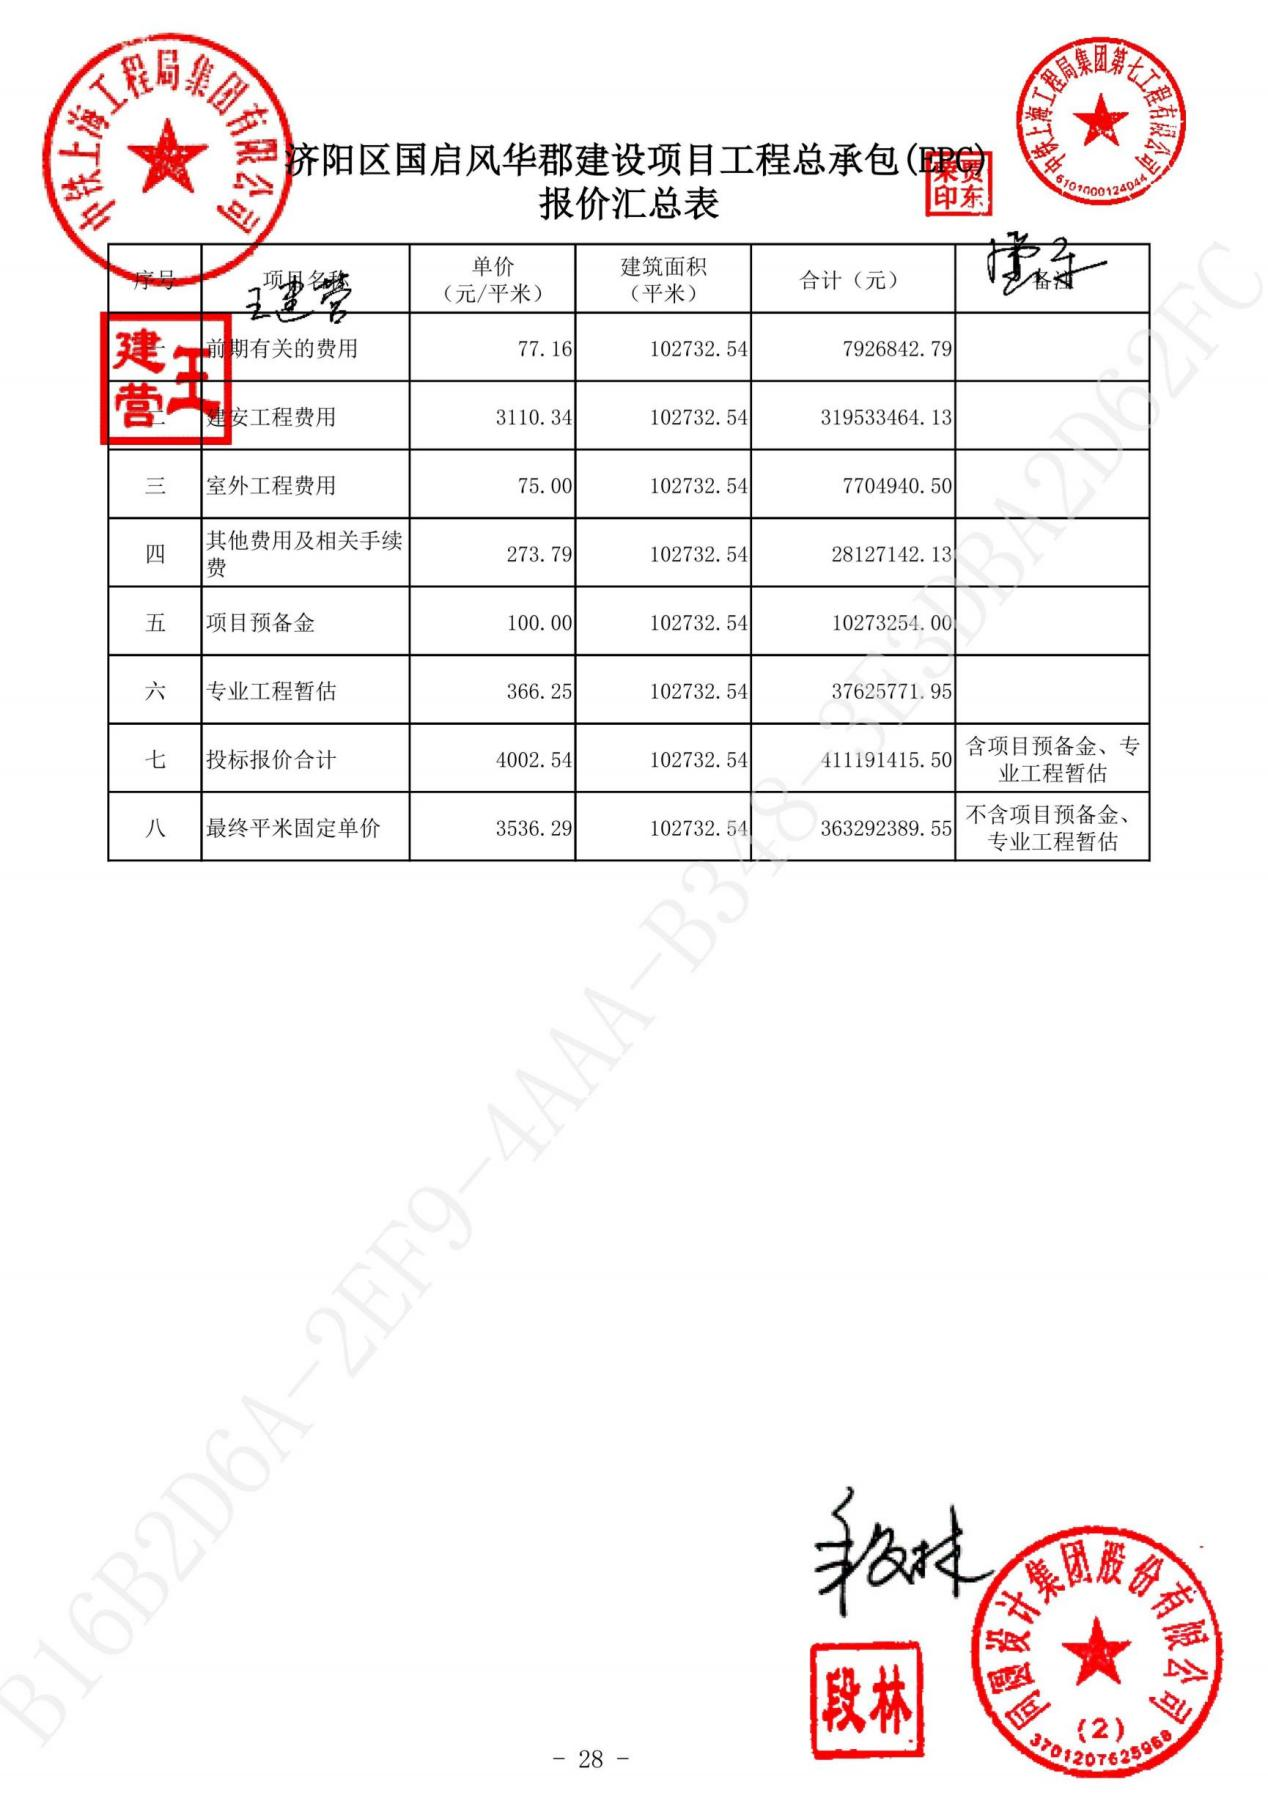 中铁上海工程局集团有限公司
中铁上海工程局集团第七工程有限公司
6101000124044
济阳区国启风华郡建设项目工程总承包(EPC)
报价汇总表
贾东
荣印
序号 项目名称 单价（元/平米） 建筑面积（平米） 合计（元） 备注
王建营
建王
营
一 前期有关的费用 77.16 102732.54 7926842.79
二 建安工程费用 3110.34 102732.54 319533464.13
三 室外工程费用 75.00 102732.54 7704940.50
四 其他费用及相关手续费 273.79 102732.54 28127142.13
五 项目预备金 100.00 102732.54 10273254.00
六 专业工程暂估 366.25 102732.54 37625771.95
七 投标报价合计 4002.54 102732.54 411191415.50 含项目预备金、专业工程暂估
八 最终平米固定单价 3536.29 102732.54 363292389.55 不含项目预备金、专业工程暂估
B16B2D6A-2EF9-4AAA-B348-3E3DBA2D62FC
段林
段林
同圆设计集团股份有限公司
(2)
3701207625968
- 28 -